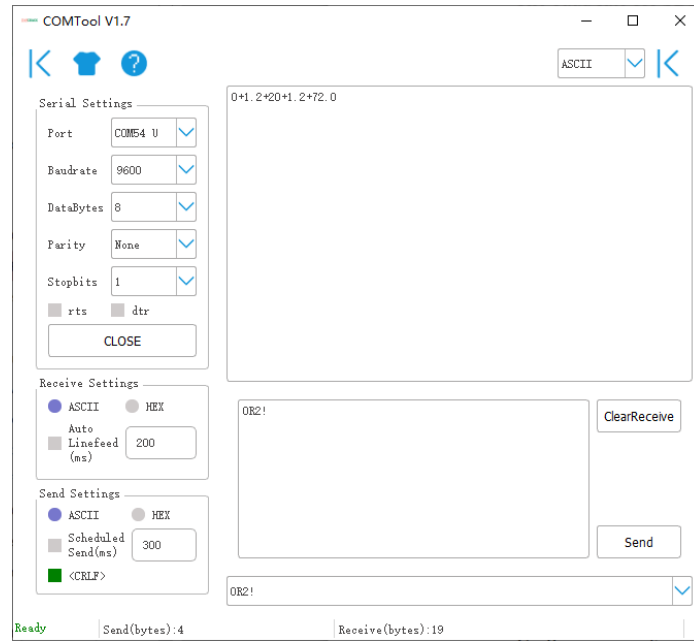 COMTool V1.7
ASCII
Serial Settings
Port COM54 U
Baudrate 9600
DataBytes 8
Parity None
Stopbits 1
rts dtr
CLOSE
0+1.2+20+1.2+72.0
Receive Settings
ASCII HEX
Auto
Linefeed
(ms)
200
Send Settings
ASCII HEX
Scheduled
Send(ms)
300
<CRLF>
0R2!
ClearReceive
Send
0R2!
Ready Send(bytes):4 Receive(bytes):19